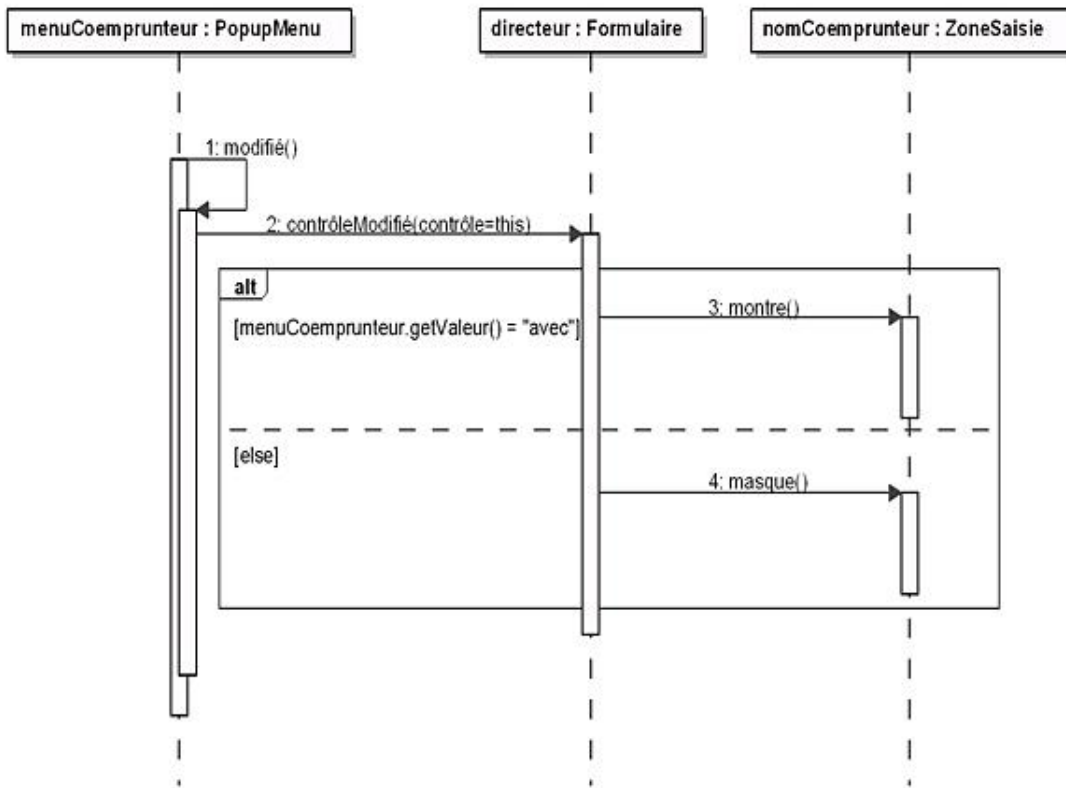 menuCoemprunteur : PopupMenu
directeur : Formulaire
nomCoemprunteur : ZoneSaisie
1: modifié()
2: contrôleModifié(contrôle=this)
alt
3: montre()
[menuCoemprunteur.getValeur() = "avec"]
[else]
4: masque()